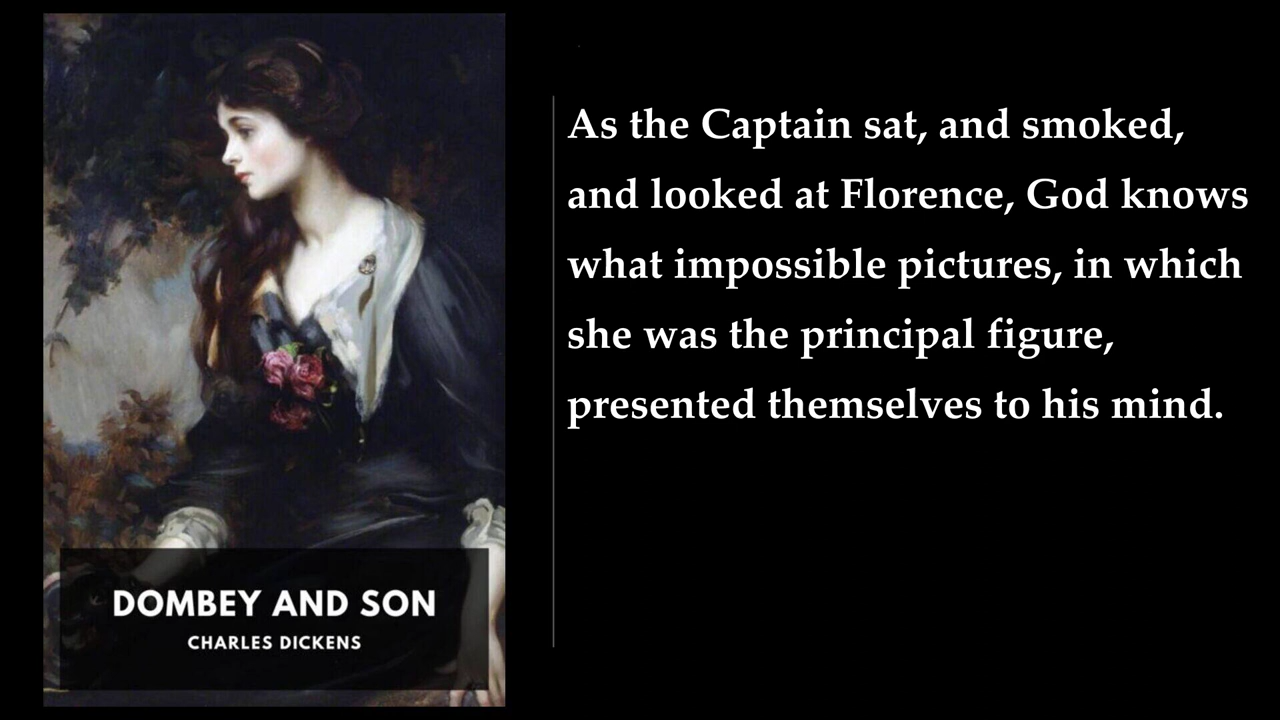 As the Captain sat, and smoked,
and looked at Florence, God knows
what impossible pictures, in which
she was the principal figure,
presented themselves to his mind.
DOMBEY AND SON
CHARLES DICKENS